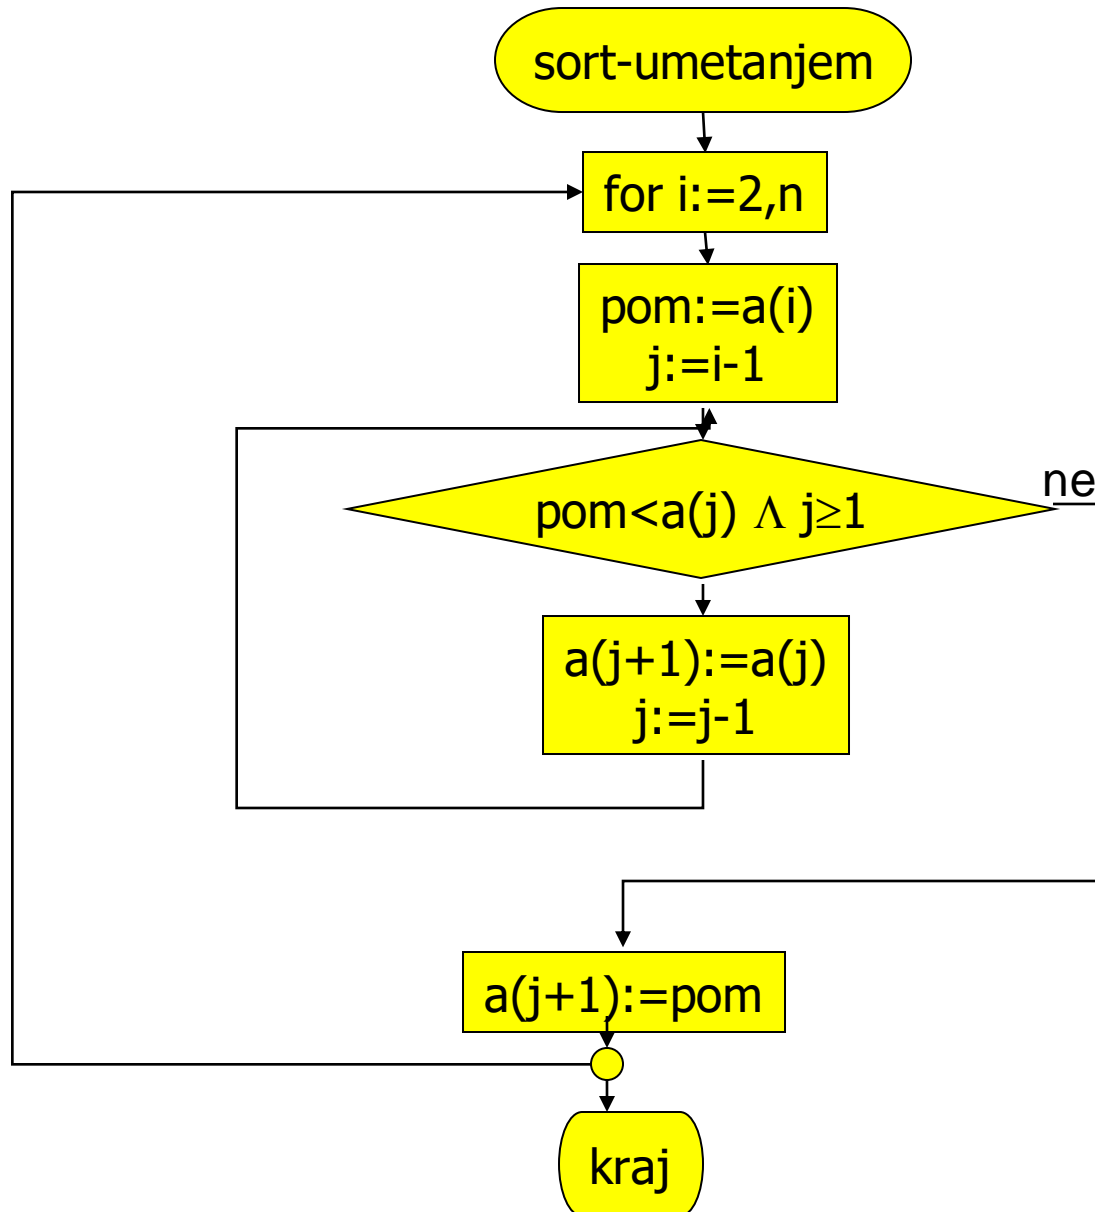 sort-umetanjem
for i:=2,n
pom:=a(i)
j:=i-1
pom<a(j) Λ j≥1
ne
a(j+1):=a(j)
j:=j-1
a(j+1):=pom
kraj